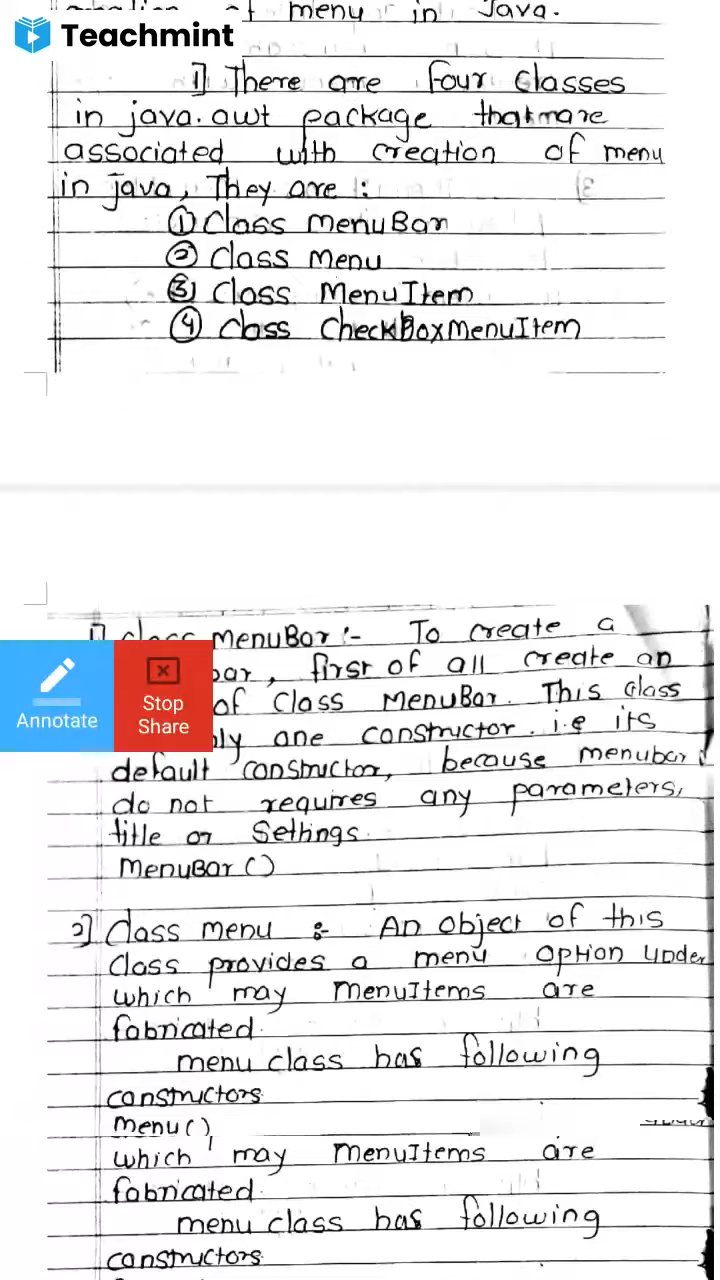 menu in Java.
Teachmint
1] There are four classes
in java.awt package that are
associated with creation of menu
in java, They are :
① Class MenuBar
② Class Menu
③ Class MenuItem
④ Class CheckBoxMenuItem
1] class MenuBar :- To create a
bar, first of all create an
Annotate
Stop
Share
of Class MenuBar. This class
one constructor. i.e its
default constructor, because menubar
do not requires any parameters,
title or Settings.
MenuBar ()
2] Class menu :- An object of this
Class provides a menu option under
which may MenuItems are
fabricated.
menu class has following
constructors
menu()
which may MenuItems are
fabricated.
menu class has following
constructors